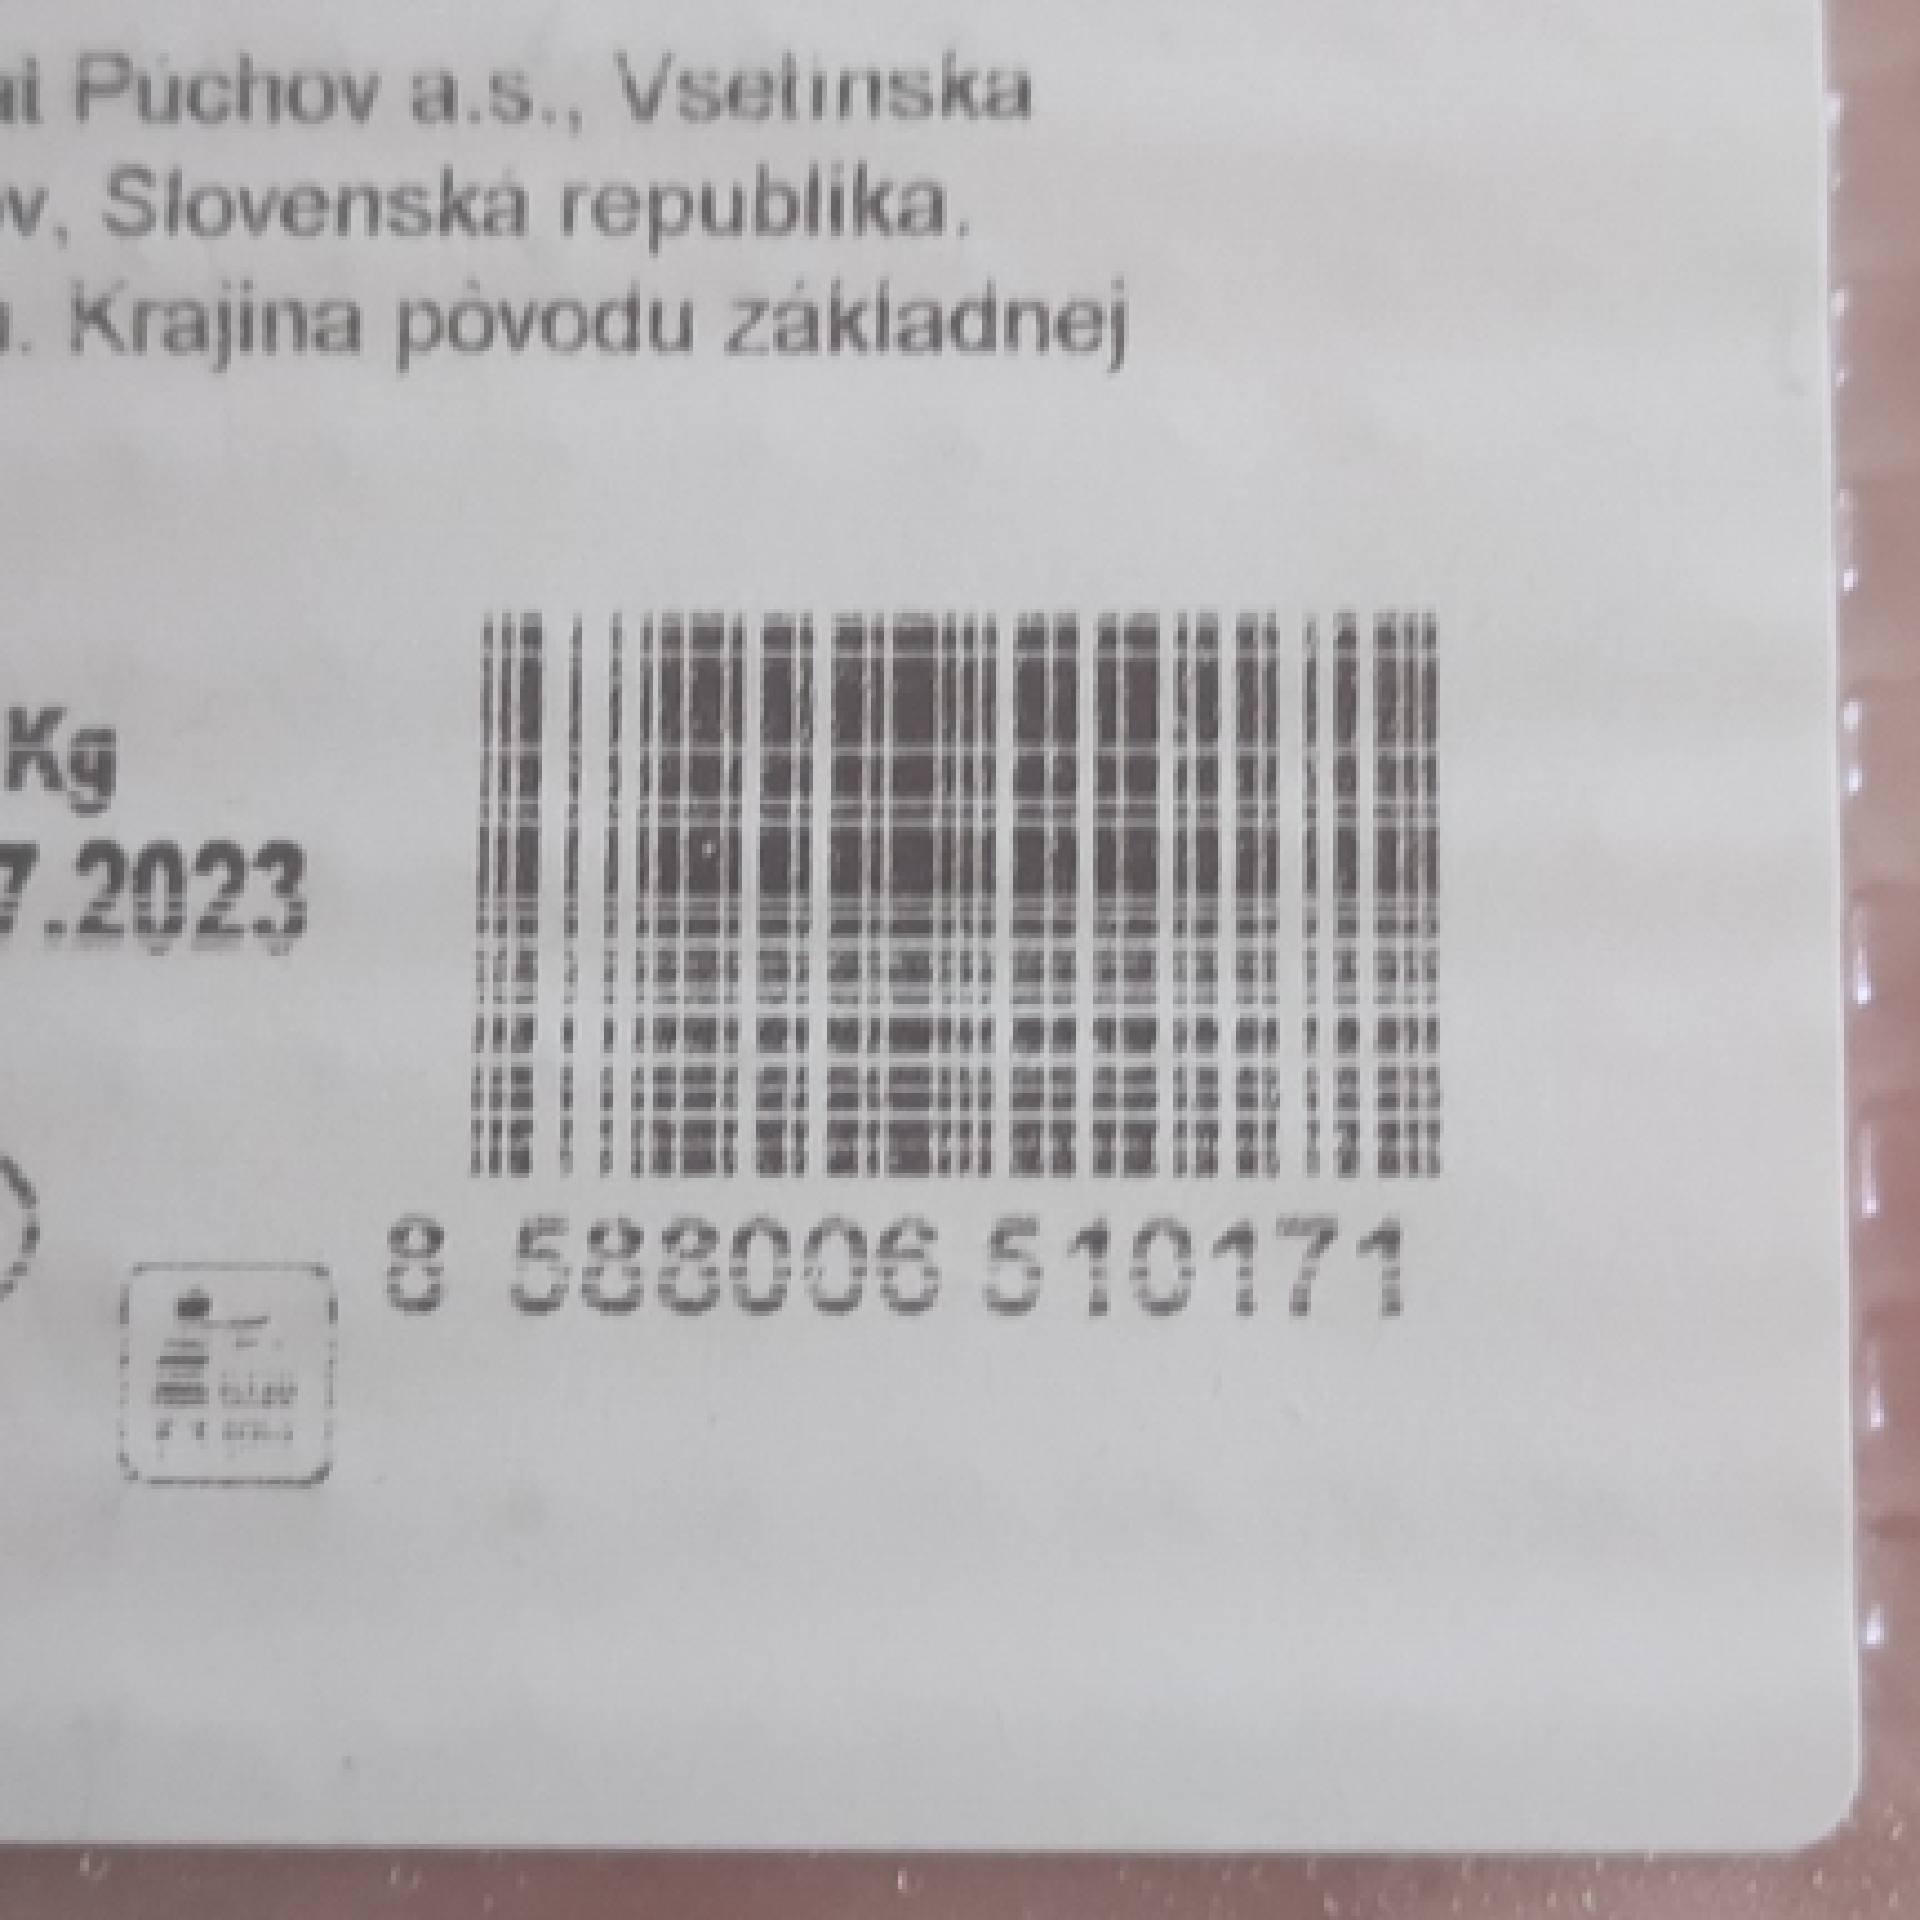 Púchov a.s., Vsetínska
Slovenská republika.
Krajina pôvodu základnej
Kg
7.2023
8 588006 510171